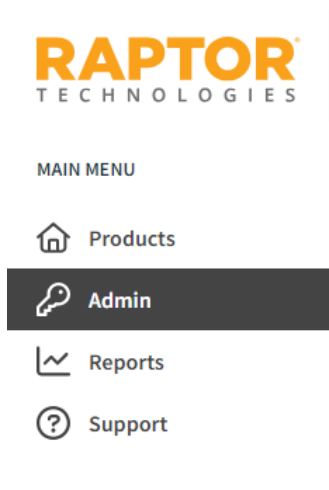 RAPTOR
TECHNOLOGIES
MAIN MENU
Products
Admin
Reports
Support